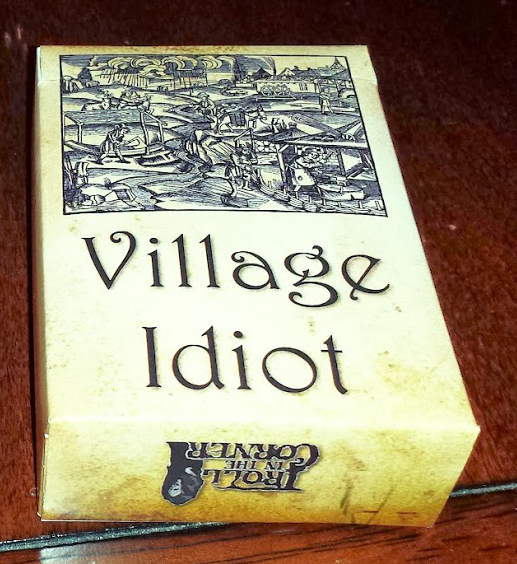 Village
Idiot
TROLL
IN THE
CORNER